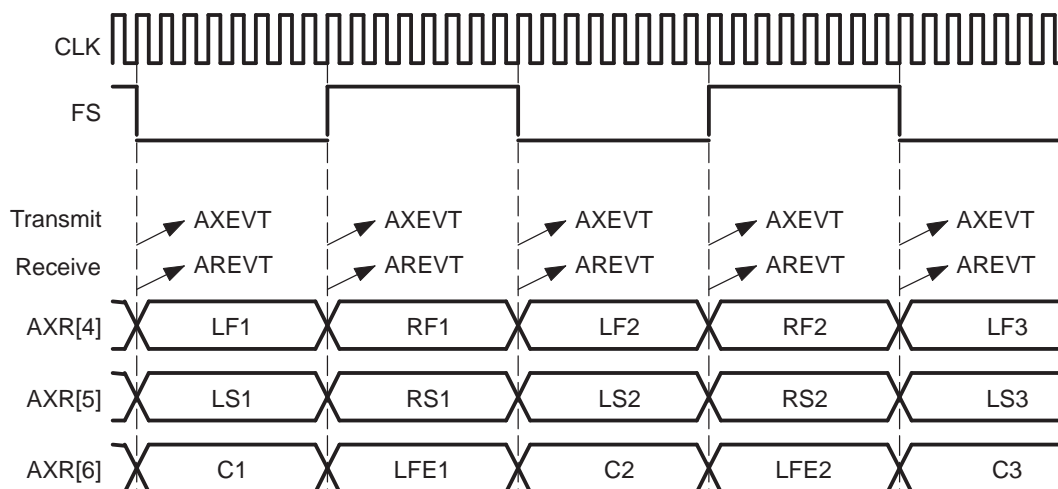 CLK
FS
Transmit AXEVT AXEVT AXEVT AXEVT AXEVT
Receive AREVT AREVT AREVT AREVT AREVT
AXR[4] LF1 RF1 LF2 RF2 LF3
AXR[5] LS1 RS1 LS2 RS2 LS3
AXR[6] C1 LFE1 C2 LFE2 C3